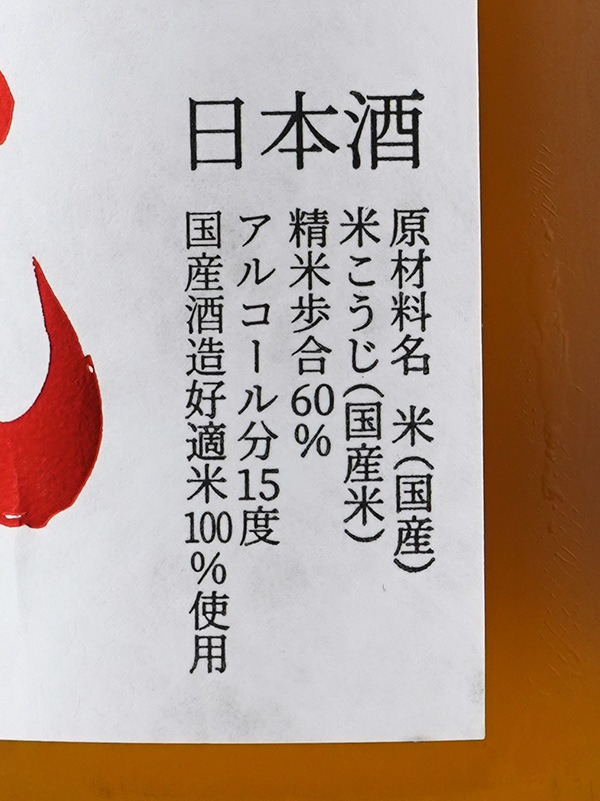 日本酒
原材料名　米(国産)
米こうじ(国産米)
精米歩合60%
アルコール分15度
国産酒造好適米100%使用